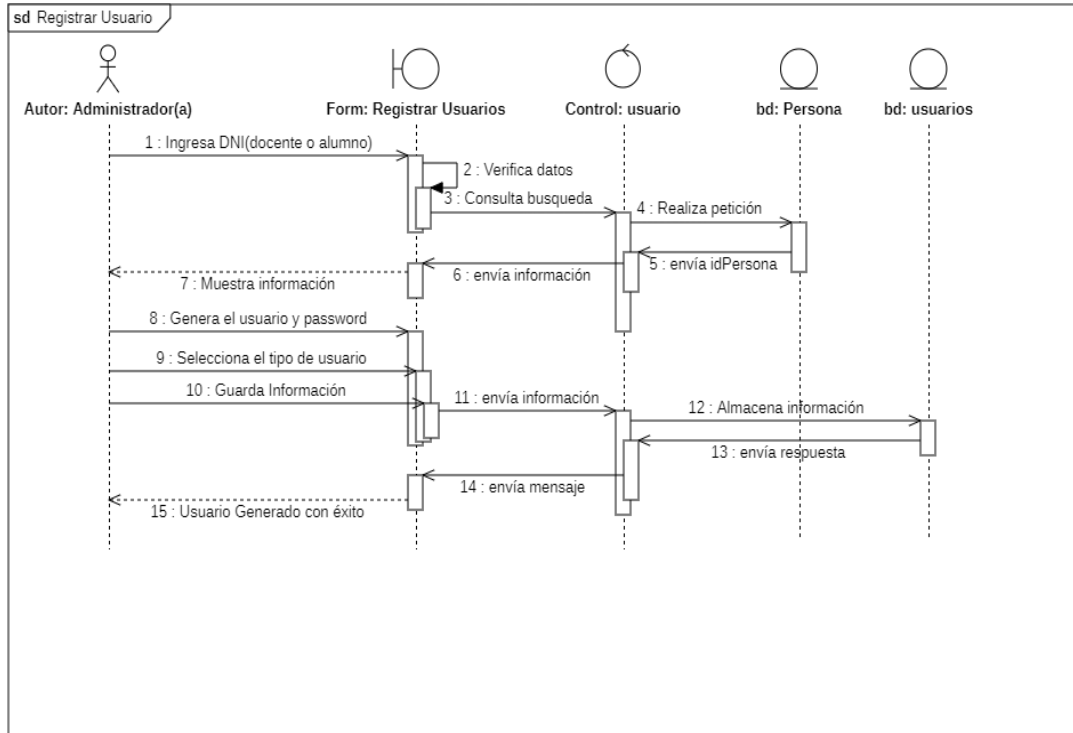 sd Registrar Usuario
Autor: Administrador(a)
Form: Registrar Usuarios
Control: usuario
bd: Persona
bd: usuarios
1 : Ingresa DNI(docente o alumno)
2 : Verifica datos
3 : Consulta busqueda
4 : Realiza petición
5 : envía idPersona
6 : envía información
7 : Muestra información
8 : Genera el usuario y password
9 : Selecciona el tipo de usuario
10 : Guarda Información
11 : envía información
12 : Almacena información
13 : envía respuesta
14 : envía mensaje
15 : Usuario Generado con éxito